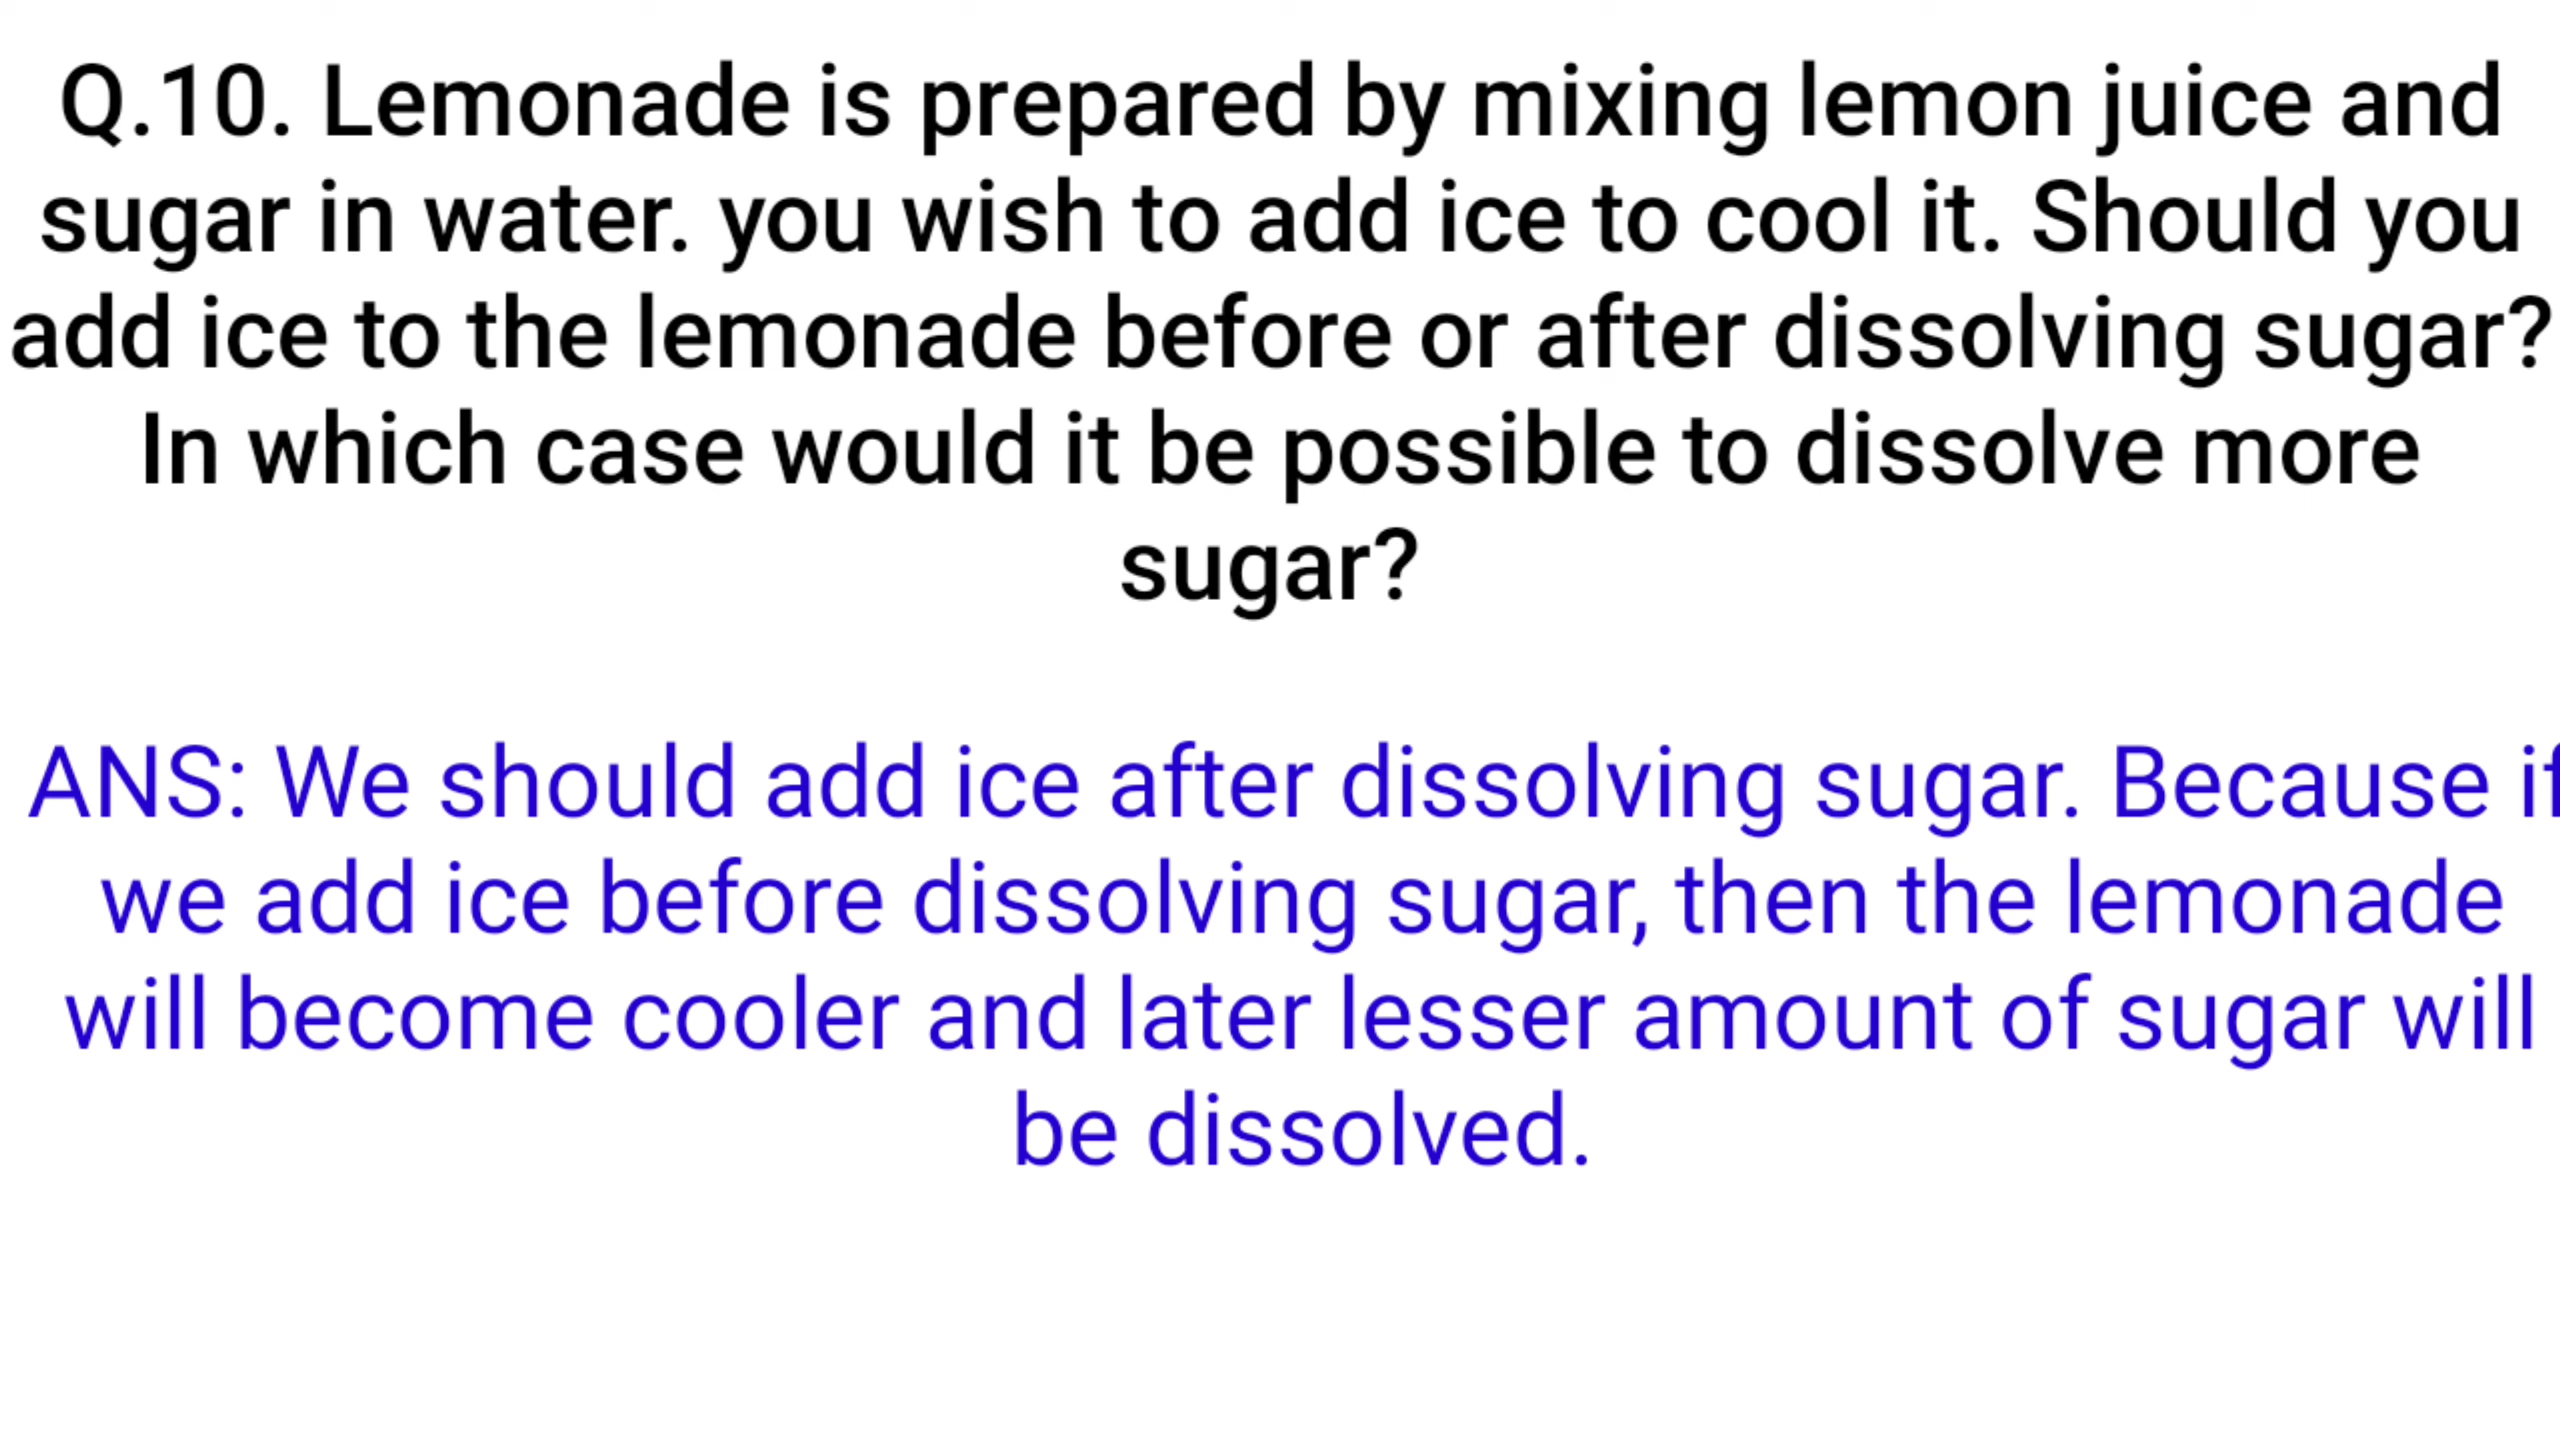 Q.10. Lemonade is prepared by mixing lemon juice and
sugar in water. you wish to add ice to cool it. Should you
add ice to the lemonade before or after dissolving sugar?
In which case would it be possible to dissolve more
sugar?
ANS: We should add ice after dissolving sugar. Because if
we add ice before dissolving sugar, then the lemonade
will become cooler and later lesser amount of sugar will
be dissolved.